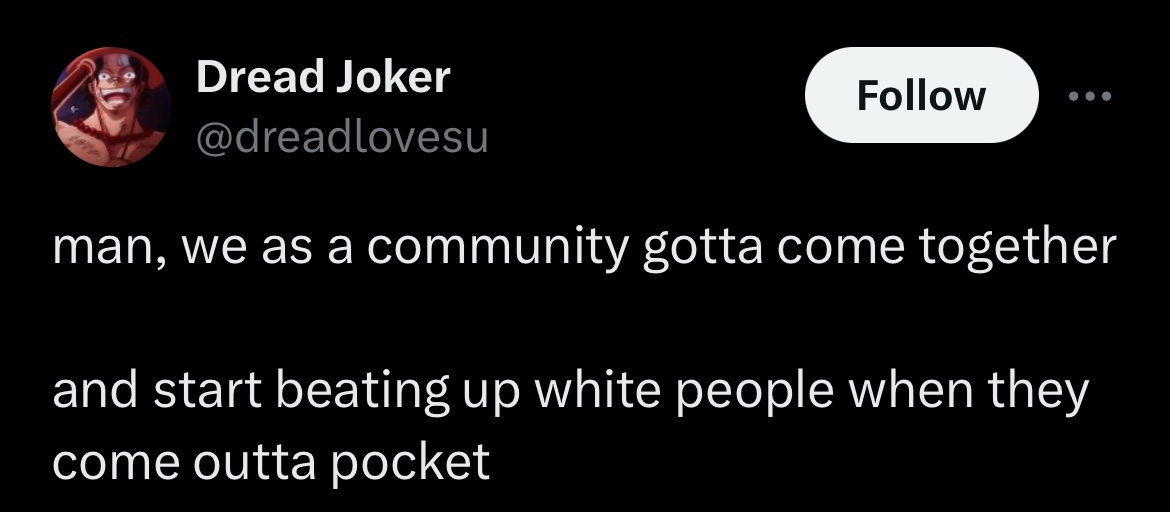 Dread Joker
Follow
@dreadlovesu
man, we as a community gotta come together
and start beating up white people when they
come outta pocket